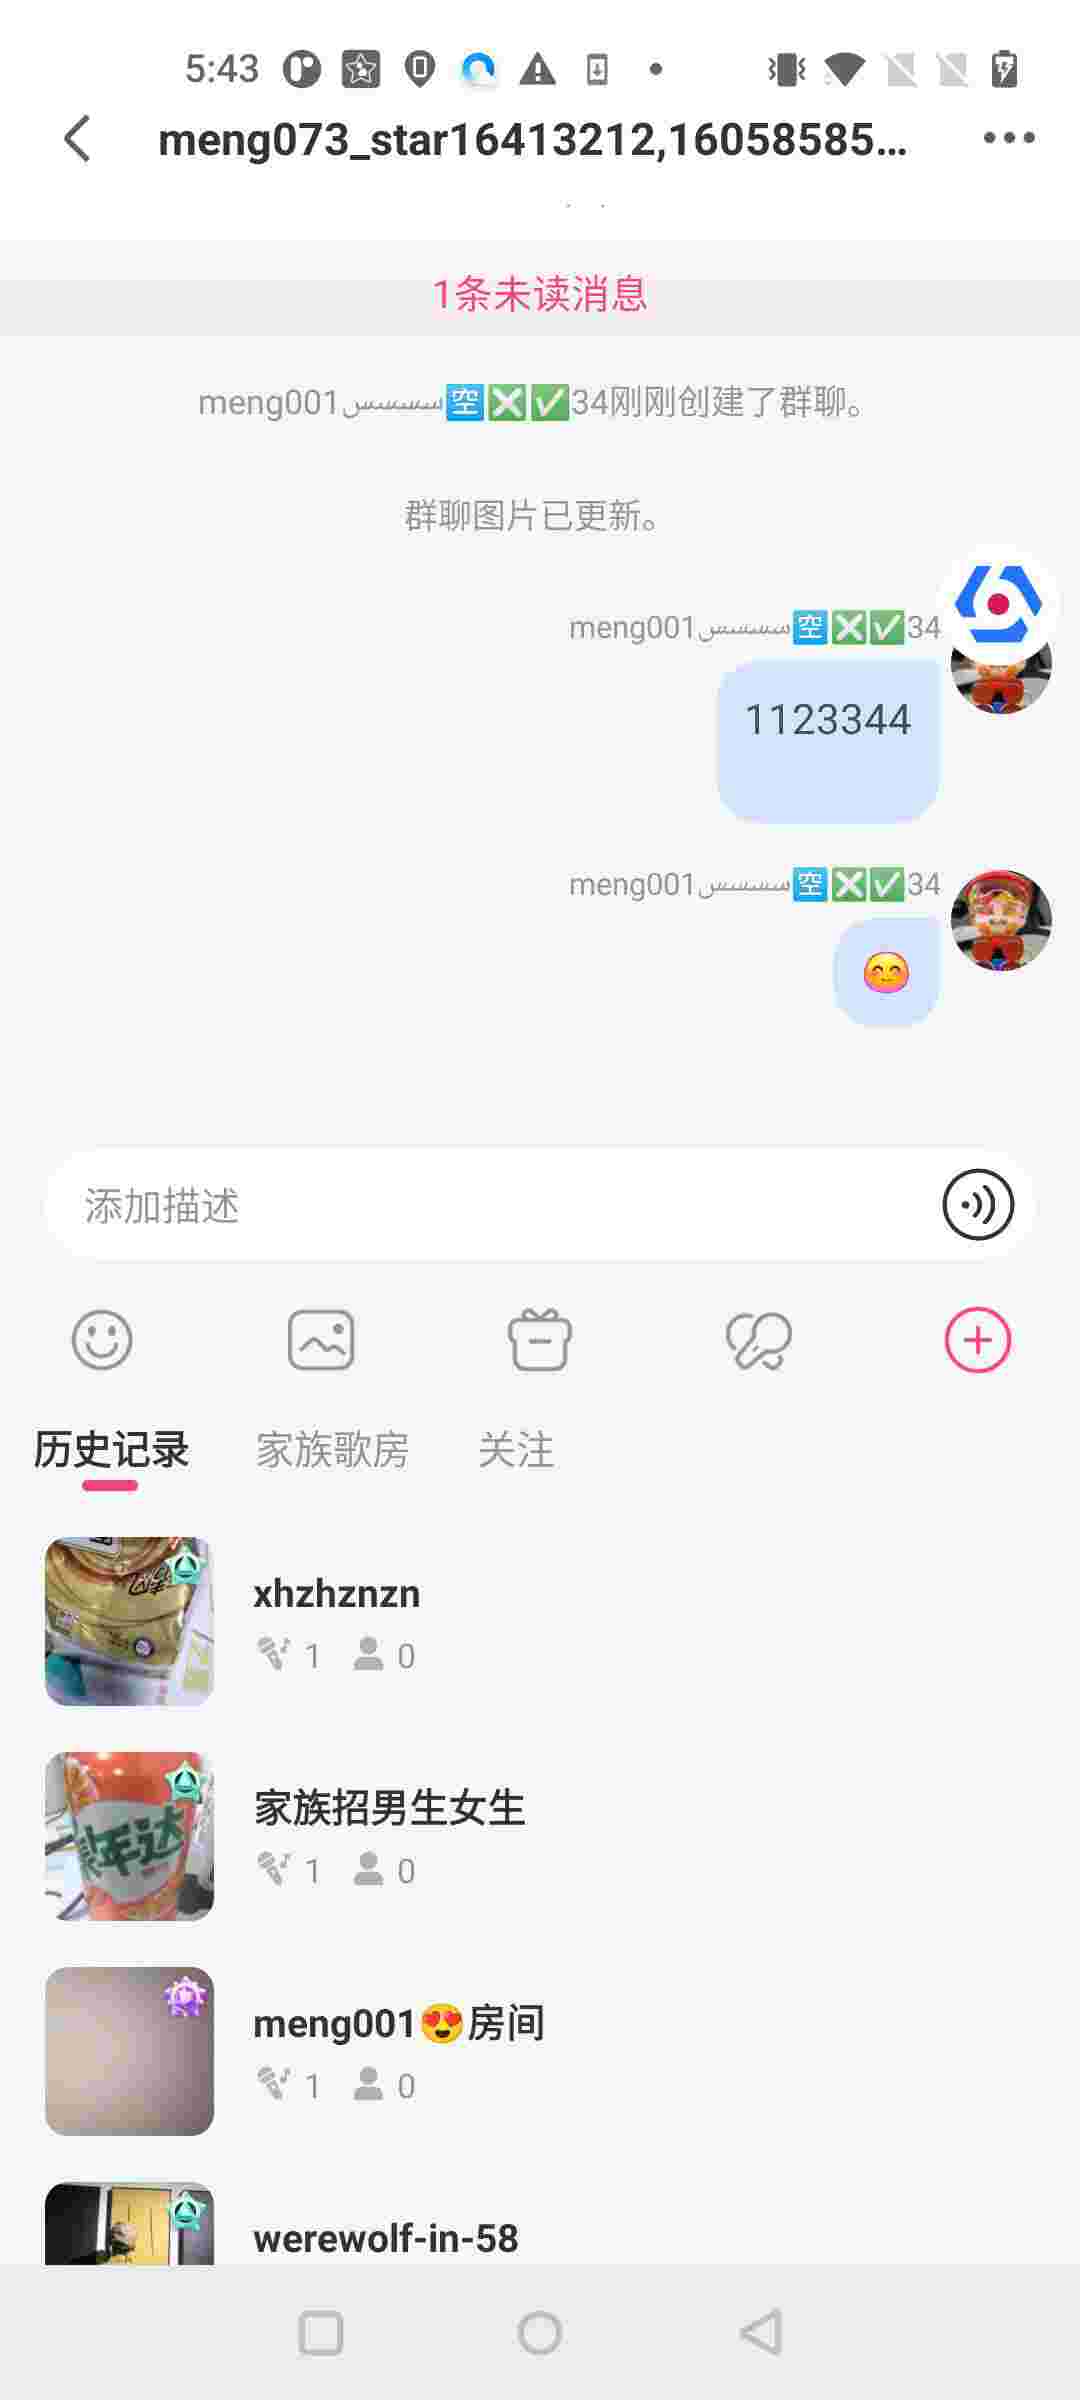 5:43
meng073_star16413212,16058585...
1条未读消息
meng001سسسس🈳❎✅34刚刚创建了群聊。
群聊图片已更新。
meng001سسسس🈳❎✅34
1123344
meng001سسسس🈳❎✅34
😊
添加描述
历史记录 家族歌房 关注
xhzhznzn
1 0
家族招男生女生
1 0
meng001😍房间
1 0
werewolf-in-58